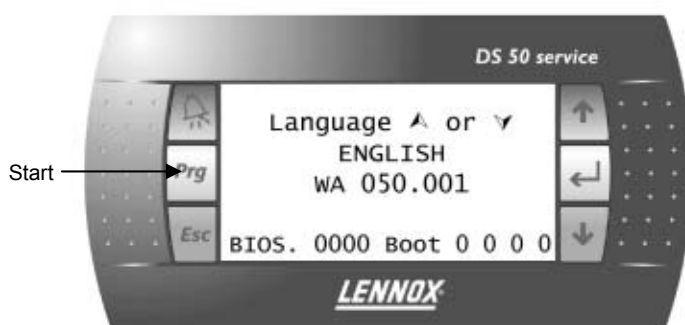 DS 50 service
Language ⮝ or ⮟
ENGLISH
WA 050.001
BIOS. 0000 Boot 0 0 0 0
Start
Prg
Esc
LENNOX